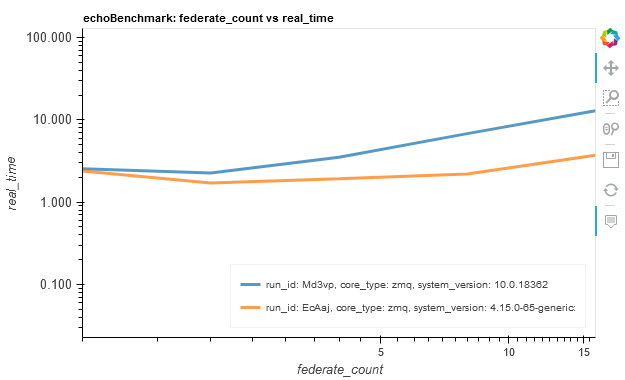 echoBenchmark: federate_count vs real_time
100.000
10.000
1.000
0.100
real_time
run_id: Md3vp, core_type: zmq, system_version: 10.0.18362
run_id: EcAaj, core_type: zmq, system_version: 4.15.0-65-generic:
5
10
15
federate_count